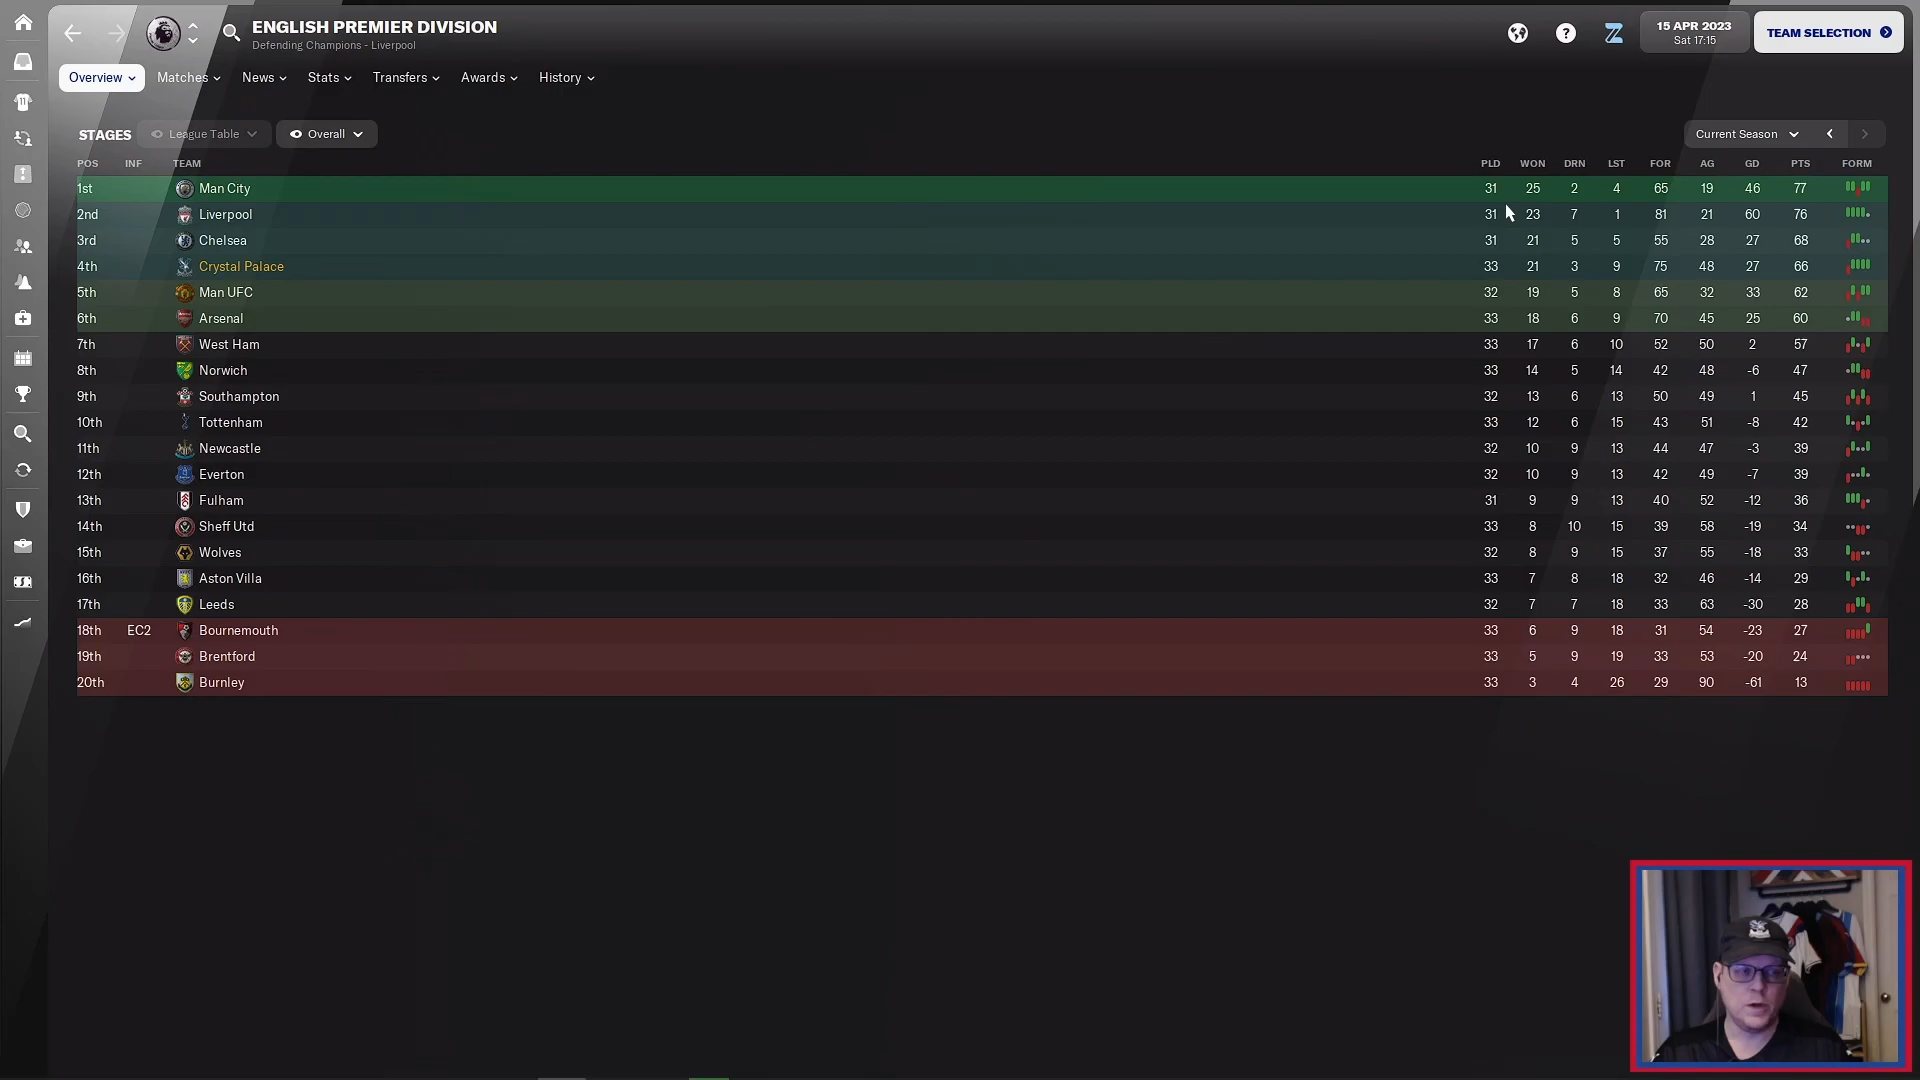 ENGLISH PREMIER DIVISION
Defending Champions - Liverpool
15 APR 2023
Sat 17:15
TEAM SELECTION
Overview Matches News Stats Transfers Awards History
STAGES League Table Overall Current Season
POS INF TEAM PLD WON DRN LST FOR AG GD PTS FORM
1st Man City 31 25 2 4 65 19 46 77
2nd Liverpool 31 23 7 1 81 21 60 76
3rd Chelsea 31 21 5 5 55 28 27 68
4th Crystal Palace 33 21 3 9 75 48 27 66
5th Man UFC 32 19 5 8 65 32 33 62
6th Arsenal 33 18 6 9 70 45 25 60
7th West Ham 33 17 6 10 52 50 2 57
8th Norwich 33 14 5 14 42 48 -6 47
9th Southampton 32 13 6 13 50 49 1 45
10th Tottenham 33 12 6 15 43 51 -8 42
11th Newcastle 32 10 9 13 44 47 -3 39
12th Everton 32 10 9 13 42 49 -7 39
13th Fulham 31 9 9 13 40 52 -12 36
14th Sheff Utd 33 8 10 15 39 58 -19 34
15th Wolves 32 8 9 15 37 55 -18 33
16th Aston Villa 33 7 8 18 32 46 -14 29
17th Leeds 32 7 7 18 33 63 -30 28
18th EC2 Bournemouth 33 6 9 18 31 54 -23 27
19th Brentford 33 5 9 19 33 53 -20 24
20th Burnley 33 3 4 26 29 90 -61 13